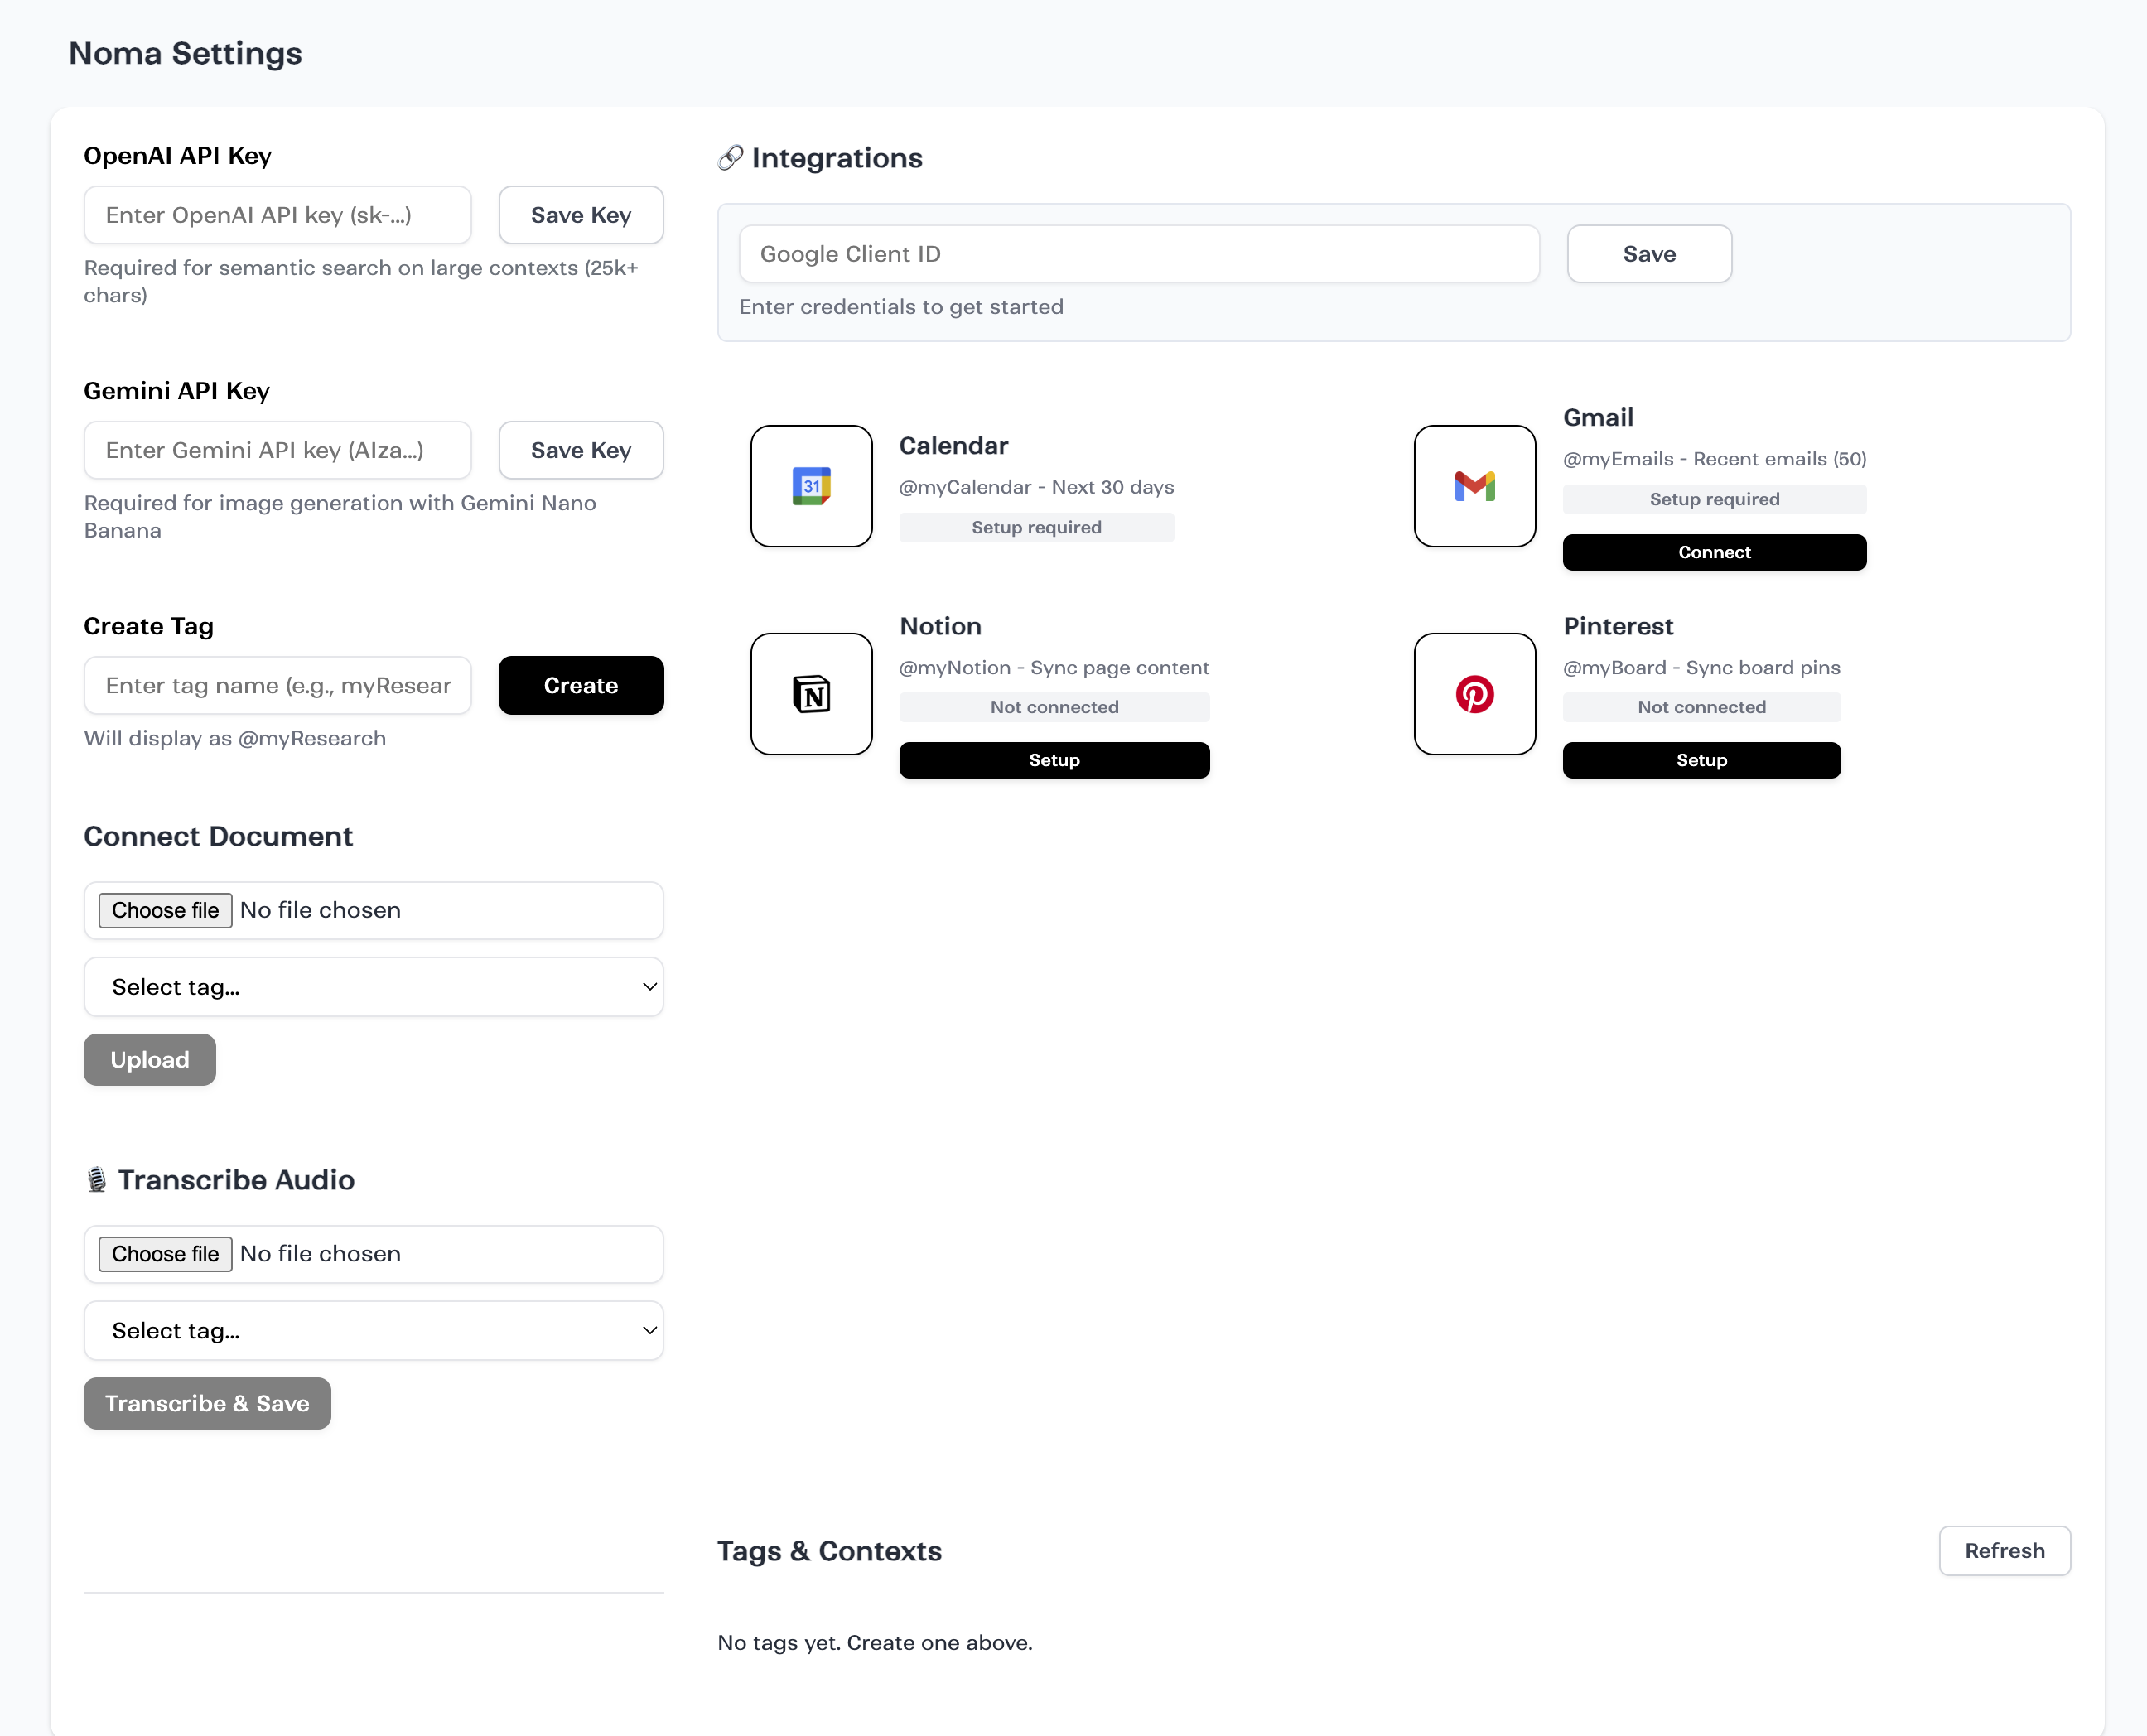 Noma Settings
OpenAI API Key
Enter OpenAI API key (sk-...)
Save Key
Required for semantic search on large contexts (25k+
chars)
Gemini API Key
Enter Gemini API key (AIza...)
Save Key
Required for image generation with Gemini Nano
Banana
Create Tag
Enter tag name (e.g., myResear
Create
Will display as @myResearch
Connect Document
Choose file No file chosen
Select tag...
Upload
Transcribe Audio
Choose file No file chosen
Select tag...
Transcribe & Save
Integrations
Google Client ID
Save
Enter credentials to get started
31
Calendar
@myCalendar - Next 30 days
Setup required
Gmail
@myEmails - Recent emails (50)
Setup required
Connect
N
Notion
@myNotion - Sync page content
Not connected
Setup
Pinterest
@myBoard - Sync board pins
Not connected
Setup
Tags & Contexts
Refresh
No tags yet. Create one above.